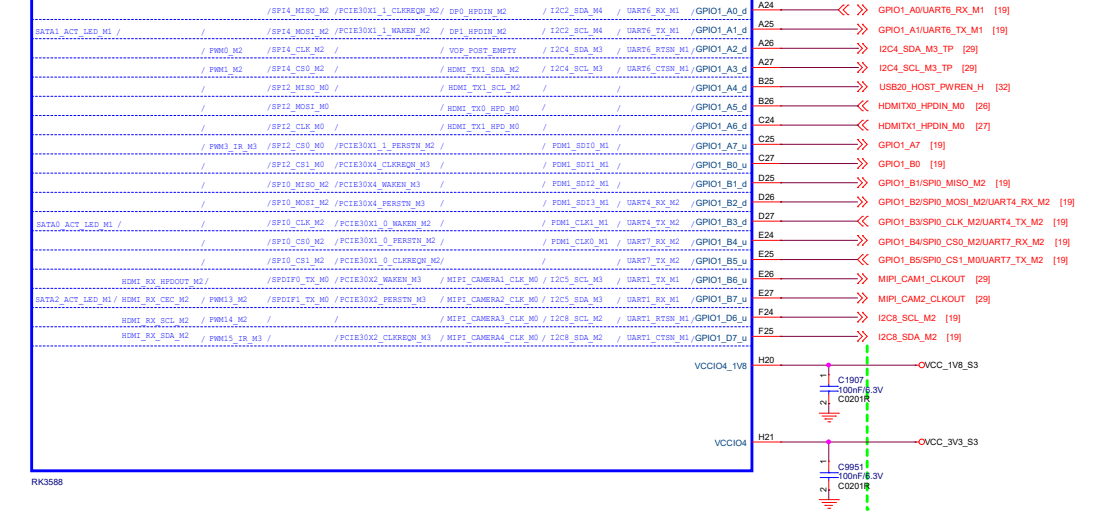 /SPI4_MISO_M2 /PCIE30X1_1_CLKREQN_M2/ DP0_HPDIN_M2 / I2C2_SDA_M4 / UART6_RX_M1 /GPIO1_A0_d A24 GPIO1_A0/UART6_RX_M1 [19]
SATA1_ACT_LED_M1 / / /SPI4_MOSI_M2 /PCIE30X1_1_WAKEN_M2/ DP1_HPDIN_M2 / I2C2_SCL_M4 / UART6_TX_M1 /GPIO1_A1_d A25 GPIO1_A1/UART6_TX_M1 [19]
/ PWM0_M2 /SPI4_CLK_M2 / / VOP_POST_EMPTY / I2C4_SDA_M3 / UART6_RTSN_M1/GPIO1_A2_d A26 I2C4_SDA_M3_TP [29]
/ PWM1_M2 /SPI4_CS0_M2 / / HDMI_TX1_SDA_M2 / I2C4_SCL_M3 / UART6_CTSN_M1/GPIO1_A3_d A27 I2C4_SCL_M3_TP [29]
/ /SPI2_MISO_M0 / / HDMI_TX1_SCL_M2 / / /GPIO1_A4_d B25 USB20_HOST_PWREN_H [32]
/ /SPI2_MOSI_M0 / HDMI_TX0_HPD_M0 / / /GPIO1_A5_d B26 HDMITX0_HPDIN_M0 [26]
/ /SPI2_CLK_M0 / / HDMI_TX1_HPD_M0 / / /GPIO1_A6_d C24 HDMITX1_HPDIN_M0 [27]
/ PWM3_IR_M3 /SPI2_CS0_M0 /PCIE30X1_1_PERSTN_M2 / / PDM1_SDI0_M1 / /GPIO1_A7_u C25 GPIO1_A7 [19]
/ /SPI2_CS1_M0 /PCIE30X4_CLKREQN_M3 / / PDM1_SDI1_M1 / /GPIO1_B0_u C27 GPIO1_B0 [19]
/ /SPI0_MISO_M2 /PCIE30X4_WAKEN_M3 / / PDM1_SDI2_M1 / /GPIO1_B1_d D25 GPIO1_B1/SPI0_MISO_M2 [19]
/ /SPI0_MOSI_M2 /PCIE30X4_PERSTN_M3 / / PDM1_SDI3_M1 / UART4_RX_M2 /GPIO1_B2_d D26 GPIO1_B2/SPI0_MOSI_M2/UART4_RX_M2 [19]
SATA0_ACT_LED_M1 / / /SPI0_CLK_M2 /PCIE30X1_0_WAKEN_M2 / / PDM1_CLK1_M1 / UART4_TX_M2 /GPIO1_B3_d D27 GPIO1_B3/SPI0_CLK_M2/UART4_TX_M2 [19]
/ /SPI0_CS0_M2 /PCIE30X1_0_PERSTN_M2 / / PDM1_CLK0_M1 / UART7_RX_M2 /GPIO1_B4_u E24 GPIO1_B4/SPI0_CS0_M2/UART7_RX_M2 [19]
/ /SPI0_CS1_M2 /PCIE30X1_0_CLKREQN_M2/ / UART7_TX_M2 /GPIO1_B5_u E25 GPIO1_B5/SPI0_CS1_M0/UART7_TX_M2 [19]
HDMI_RX_HPDOUT_M2/ /SPDIF0_TX_M0 /PCIE30X2_WAKEN_M3 / MIPI_CAMERA1_CLK_M0 / I2C5_SCL_M3 / UART1_TX_M1 /GPIO1_B6_u E26 MIPI_CAM1_CLKOUT [29]
SATA2_ACT_LED_M1/ HDMI_RX_CEC_M2 / PWM13_M2 /SPDIF1_TX_M0 /PCIE30X2_PERSTN_M3 / MIPI_CAMERA2_CLK_M0 / I2C5_SDA_M3 / UART1_RX_M1 /GPIO1_B7_u E27 MIPI_CAM2_CLKOUT [29]
HDMI_RX_SCL_M2 / PWM14_M2 / / / MIPI_CAMERA3_CLK_M0 / I2C8_SCL_M2 / UART1_RTSN_M1/GPIO1_D6_u F24 I2C8_SCL_M2 [19]
HDMI_RX_SDA_M2 / PWM15_IR_M3 / /PCIE30X2_CLKREQN_M3 / MIPI_CAMERA4_CLK_M0 / I2C8_SDA_M2 / UART1_CTSN_M1/GPIO1_D7_u F25 I2C8_SDA_M2 [19]
VCCIO4_1V8 H20 VCC_1V8_S3
1
C1907
100nF/6.3V
2 C0201R
VCCIO4 H21 VCC_3V3_S3
1
C9951
100nF/6.3V
2 C0201R
RK3588